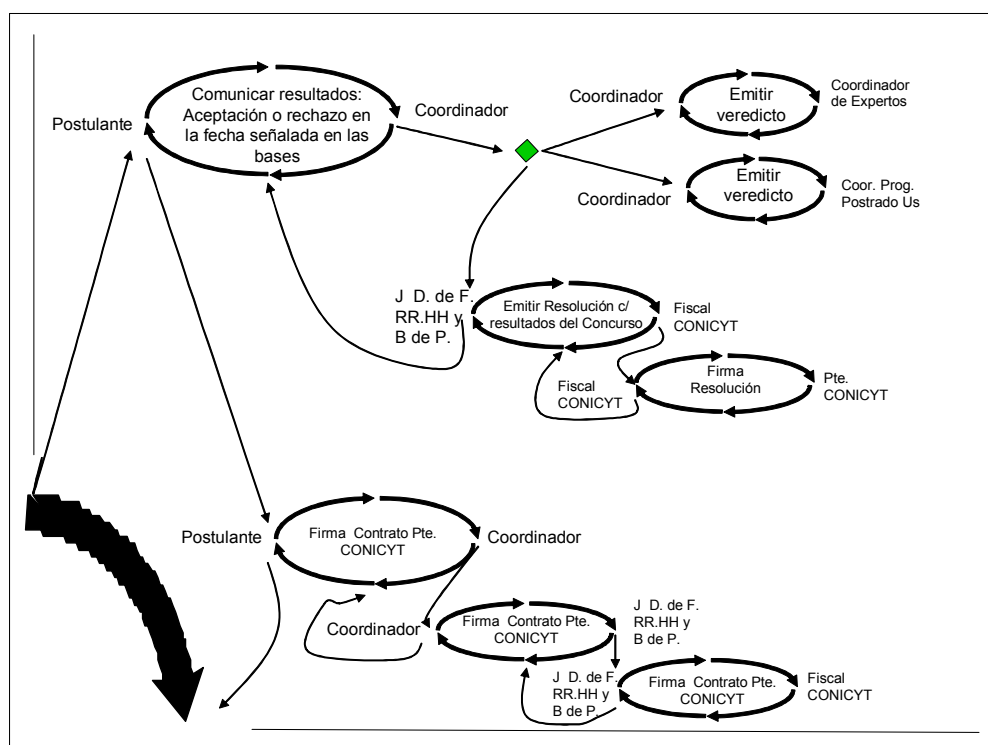 Comunicar resultados:
Aceptación o rechazo en
la fecha señalada en las
bases
Postulante
Coordinador
Coordinador
Emitir
veredicto
Coordinador
de Expertos
Coordinador
Emitir
veredicto
Coor. Prog.
Postrado Us
J D. de F.
RR.HH y
B de P.
Emitir Resolución c/
resultados del Concurso
Fiscal
CONICYT
Fiscal
CONICYT
Firma
Resolución
Pte.
CONICYT
Postulante
Firma Contrato Pte.
CONICYT
Coordinador
Coordinador
Firma Contrato Pte.
CONICYT
J D. de F.
RR.HH y
B de P.
J D. de F.
RR.HH y
B de P.
Firma Contrato Pte.
CONICYT
Fiscal
CONICYT